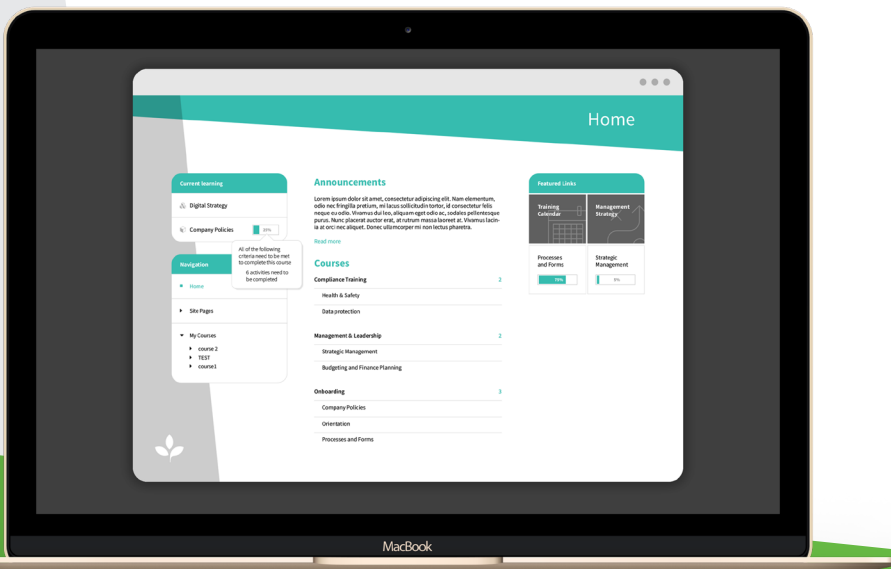 Home
Current learning
Digital Strategy
Company Policies
All of the following
criteria need to be met
to complete this course
6 activities need to
be completed
Navigation
Home
Site Pages
My Courses
course 2
TEST
course1
Announcements
Lorem ipsum dolor sit amet, consectetur adipiscing elit. Nam elementum,
odio nec fringilla pretium, mi lacus sollicitudin tortor, id consectetur felis
neque eu odio. Vivamus dui leo, aliquam eget odio ac, sodales pellentesque
purus. Nunc placerat auctor erat, at rutrum massa laoreet at. Vivamus lacin-
ia at orci nec aliquet. Donec ullamcorper mi non lectus pharetra.
Read more
Courses
Compliance Training 2
Health & Safety
Data protection
Management & Leadership 2
Strategic Management
Budgeting and Finance Planning
Onboarding 3
Company Policies
Orientation
Processes and Forms
Featured Links
Training
Calendar
Management
Strategy
Processes
and Forms
Strategic
Management
5%
MacBook